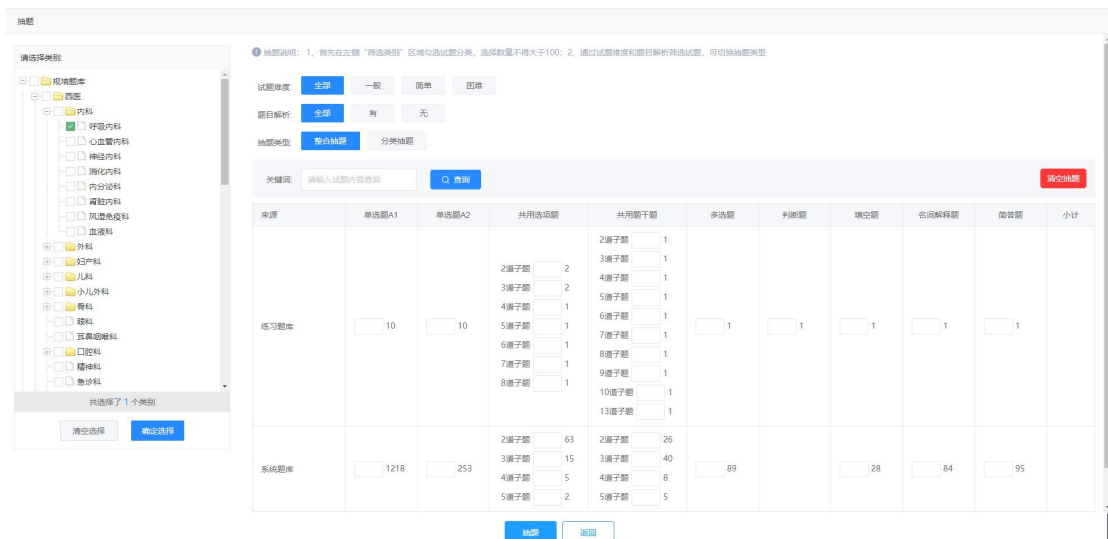 抽题
请选择类别:
规培题库
西医
内科
呼吸内科
心血管内科
神经内科
消化内科
内分泌科
肾脏内科
风湿免疫科
血液科
外科
妇产科
儿科
小儿外科
骨科
眼科
耳鼻咽喉科
口腔科
精神科
急诊科
共选择了 1 个类别
清空选择 确定选择
抽题说明: 1、首先在左侧“筛选类别”区域勾选试题分类，选择数量不得大于100；2、通过试题难度和题目解析筛选试题，可切换抽题类型
试题难度: 全部 一般 简单 困难
题目解析: 全部 有 无
抽题类型: 整合抽题 分类抽题
关键词: 请输入试题内容查询 查询 清空抽题
来源 单选题A1 单选题A2 共用选项题 共用题干题 多选题 判断题 填空题 名词解释题 简答题 小计
练习题库 10 10
2道子题 2
3道子题 2
4道子题 1
5道子题 1
6道子题 1
7道子题 1
8道子题 1
2道子题 1
3道子题 1
4道子题 1
5道子题 1
6道子题 1
7道子题 1
8道子题 1
9道子题 1
10道子题 1
13道子题 1
1 1 1 1 1
系统题库 1218 253
2道子题 63
3道子题 15
4道子题 5
5道子题 2
2道子题 26
3道子题 40
4道子题 8
5道子题 5
89 28 84 95
抽题 返回